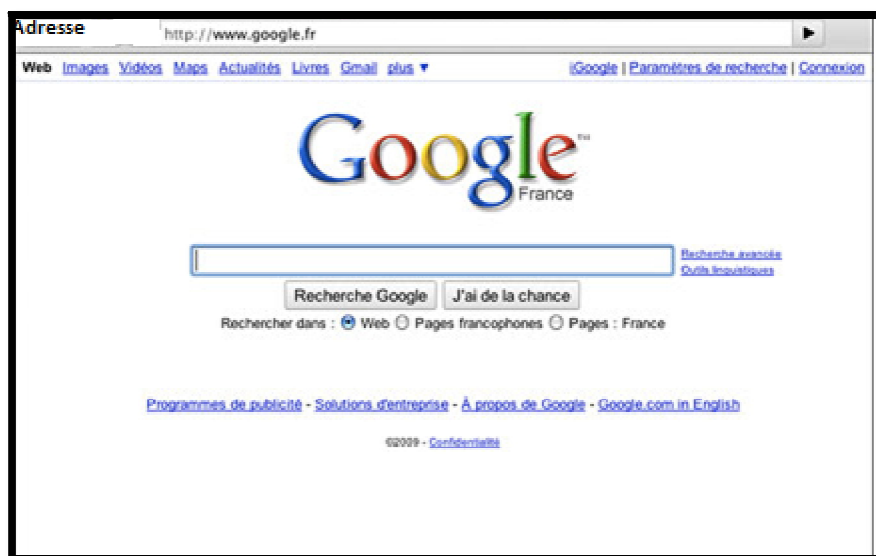 Adresse http://www.google.fr
Web Images Vidéos Maps Actualités Livres Gmail plus ▼ iGoogle | Paramètres de recherche | Connexion
Google™
France
Recherche avancée
Outils linguistiques
Recherche Google J'ai de la chance
Rechercher dans : Web Pages francophones Pages : France
Programmes de publicité - Solutions d'entreprise - À propos de Google - Google.com in English
©2009 - Confidentialité